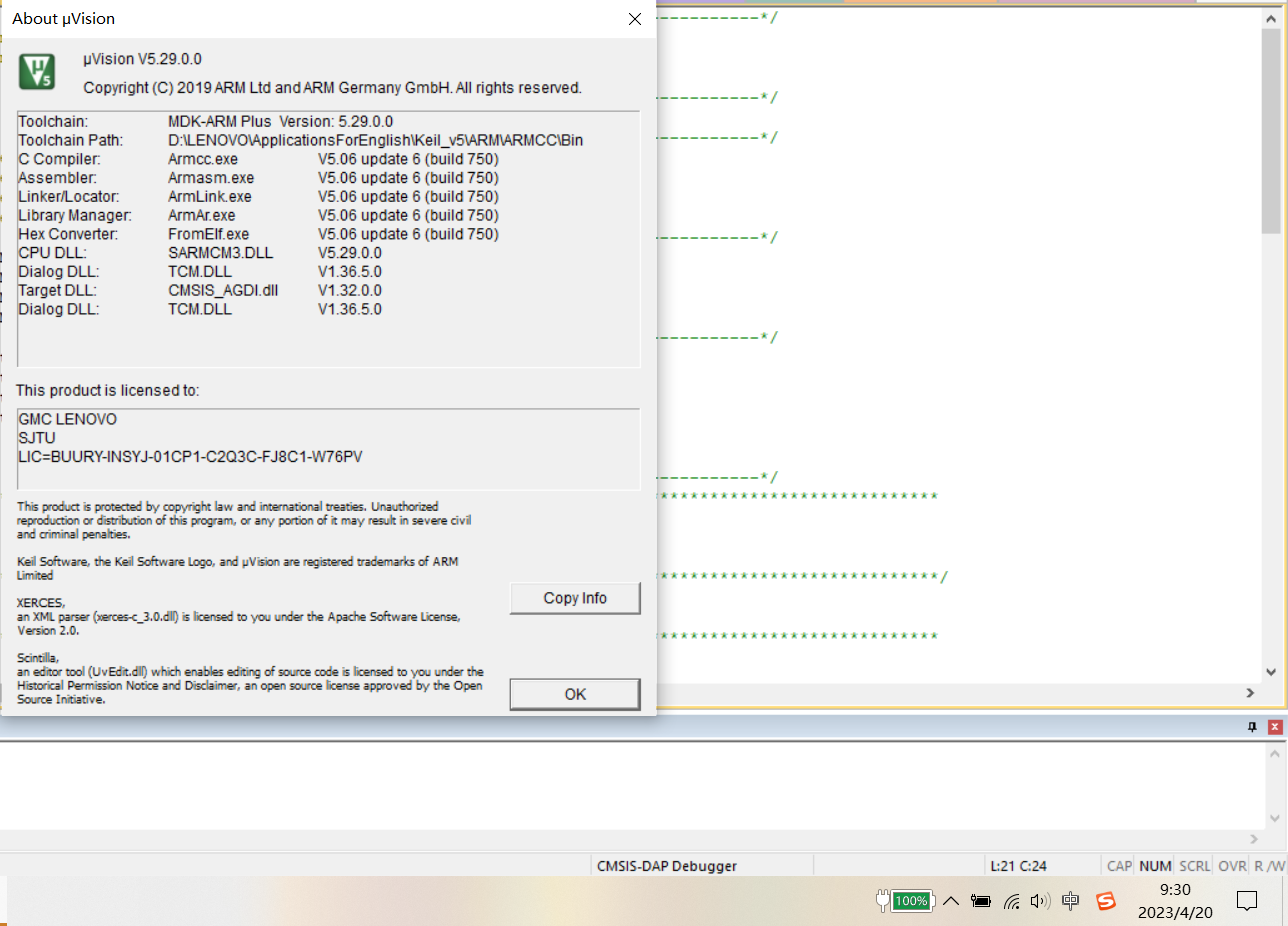 About µVision
µVision V5.29.0.0
Copyright (C) 2019 ARM Ltd and ARM Germany GmbH. All rights reserved.
Toolchain: MDK-ARM Plus Version: 5.29.0.0
Toolchain Path: D:\LENOVO\ApplicationsForEnglish\Keil_v5\ARM\ARMCC\Bin
C Compiler: Armcc.exe V5.06 update 6 (build 750)
Assembler: Armasm.exe V5.06 update 6 (build 750)
Linker/Locator: ArmLink.exe V5.06 update 6 (build 750)
Library Manager: ArmAr.exe V5.06 update 6 (build 750)
Hex Converter: FromElf.exe V5.06 update 6 (build 750)
CPU DLL: SARMCM3.DLL V5.29.0.0
Dialog DLL: TCM.DLL V1.36.5.0
Target DLL: CMSIS_AGDI.dll V1.32.0.0
Dialog DLL: TCM.DLL V1.36.5.0
This product is licensed to:
GMC LENOVO
SJTU
LIC=BUURY-INSYJ-01CP1-C2Q3C-FJ8C1-W76PV
This product is protected by copyright law and international treaties. Unauthorized
reproduction or distribution of this program, or any portion of it may result in severe civil
and criminal penalties.
Keil Software, the Keil Software Logo, and µVision are registered trademarks of ARM
Limited
XERCES,
an XML parser (xerces-c_3.0.dll) is licensed to you under the Apache Software License,
Version 2.0.
Scintilla,
an editor tool (UvEdit.dll) which enables editing of source code is licensed to you under the
Historical Permission Notice and Disclaimer, an open source license approved by the Open
Source Initiative.
Copy Info
OK
-----------*/
-----------*/
-----------*/
-----------*/
-----------*/
-----------*/
****************************
****************************/
****************************
CMSIS-DAP Debugger
L:21 C:24
CAP NUM SCRL OVR R /W
100%
中
9:30
2023/4/20